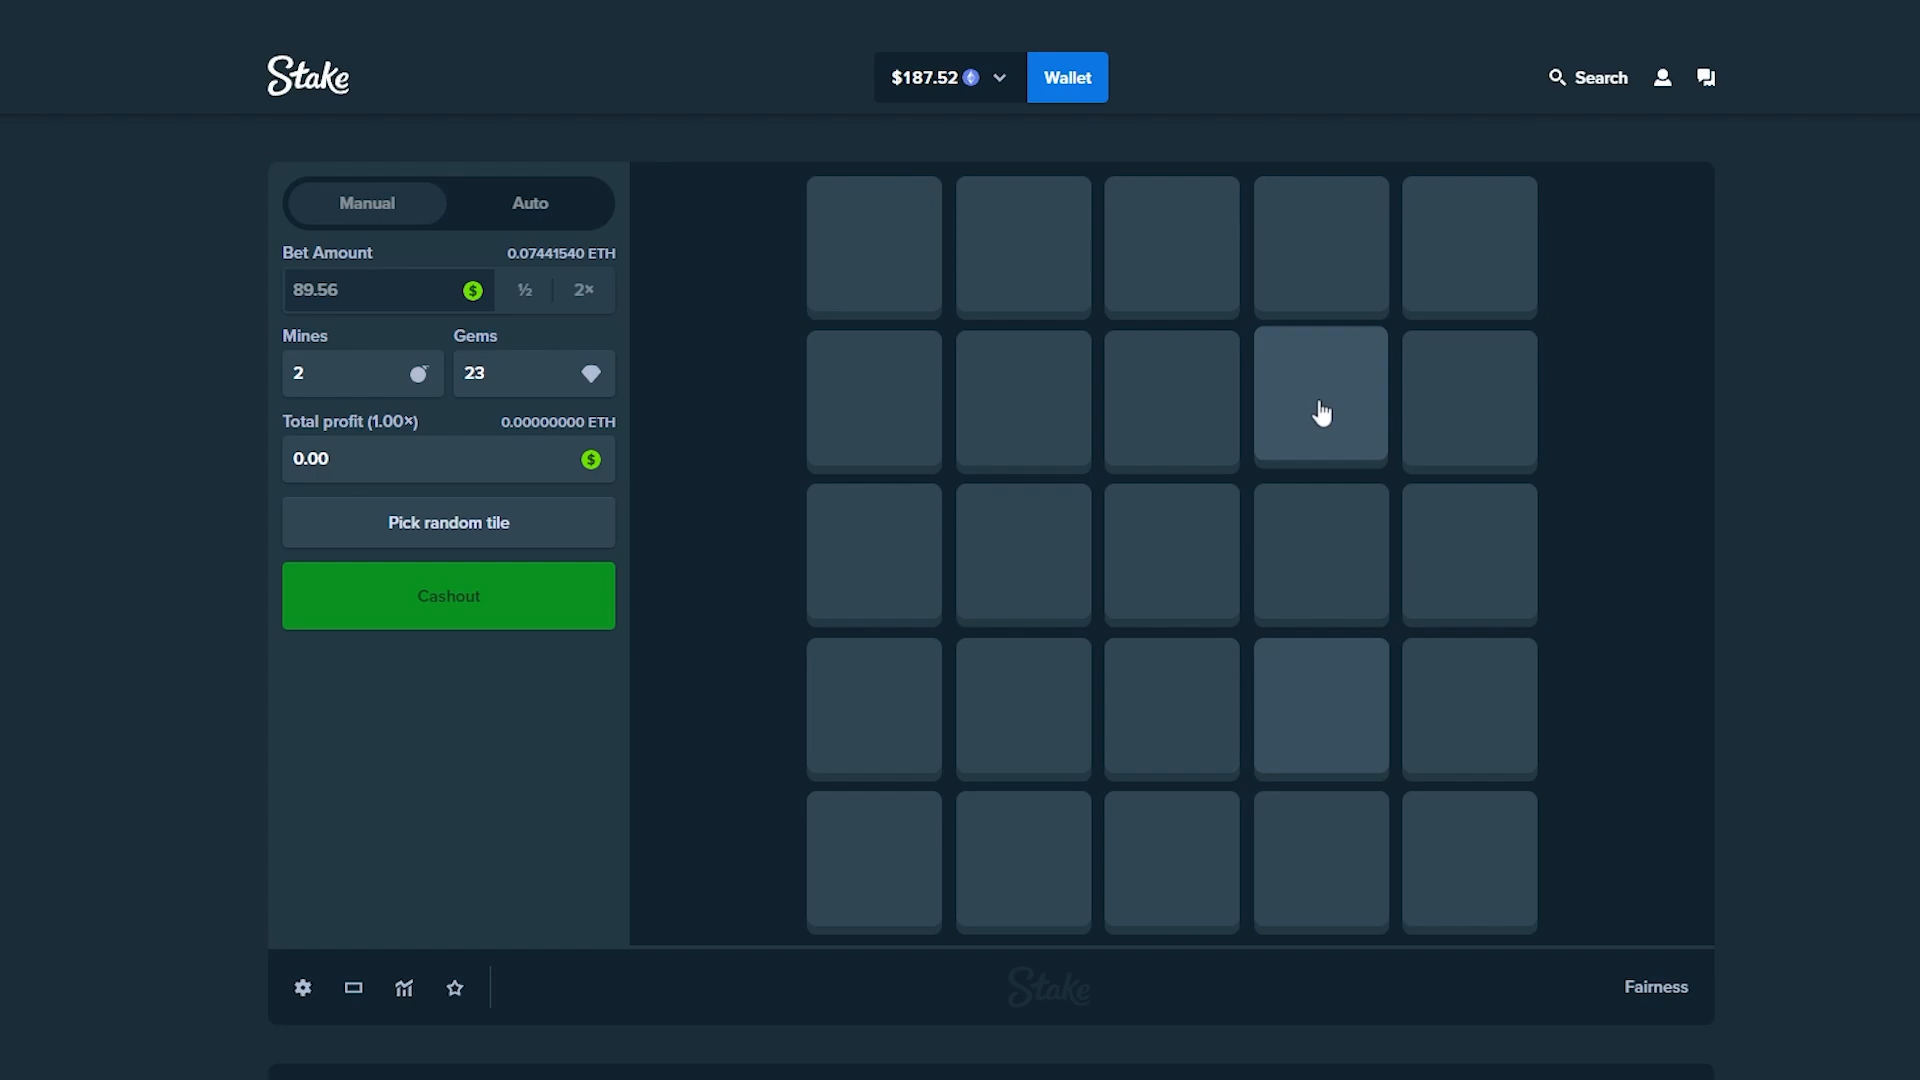 Stake
$187.52
Wallet
Search
Manual
Auto
Bet Amount
0.07441540 ETH
89.56
$
½
2×
Mines
Gems
2
23
Total profit (1.00×)
0.00000000 ETH
0.00
$
Pick random tile
Cashout
Stake
Fairness